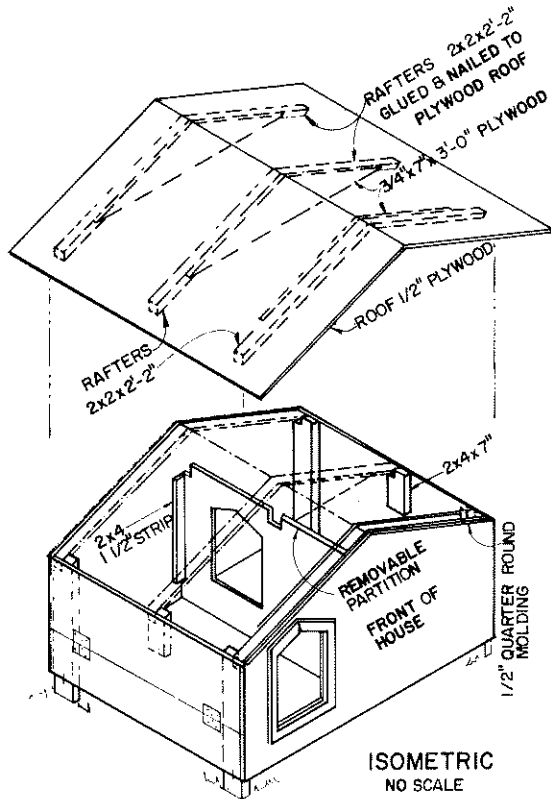 RAFTERS 2x2x2'-2"
GLUED & NAILED TO
PLYWOOD ROOF
3/4"x7"x3'-0" PLYWOOD
ROOF 1/2" PLYWOOD
RAFTERS
2x2x2'-2"
2x4x7"
2x4
1 1/2" STRIP
REMOVABLE
PARTITION
FRONT OF
HOUSE
1/2" QUARTER ROUND
MOLDING
ISOMETRIC
NO SCALE